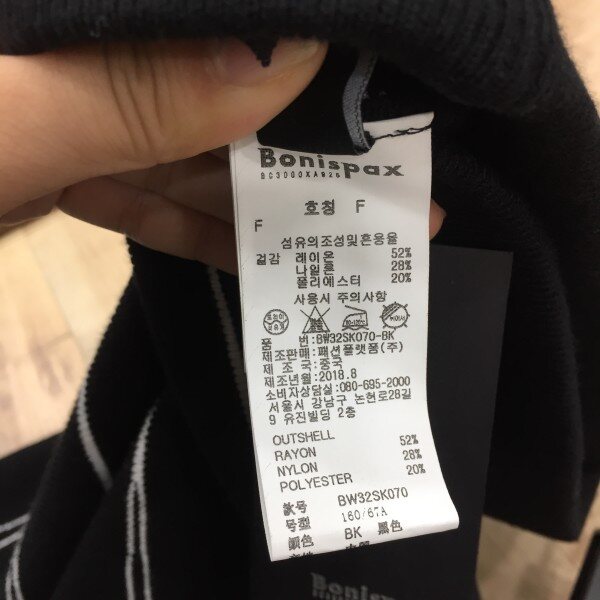 Bonispax
호칭 F
F
섬유의조성및혼용율
겉감 레이온 52%
나일론 28%
폴리에스터 20%
사용시 주의사항
품 번:BW32SK070-BK
제조판매:패션플랫폼(주)
제 조 국:중국
제조년월:2018.8
소비자상담실:080-695-2000
서울시 강남구 논현로28길
9 유진빌딩 2층
OUTSHELL 52%
RAYON 28%
NYLON 20%
POLYESTER
款号 BW32SK070
号型 160/67A
颜色 BK 黑色
Bonispax